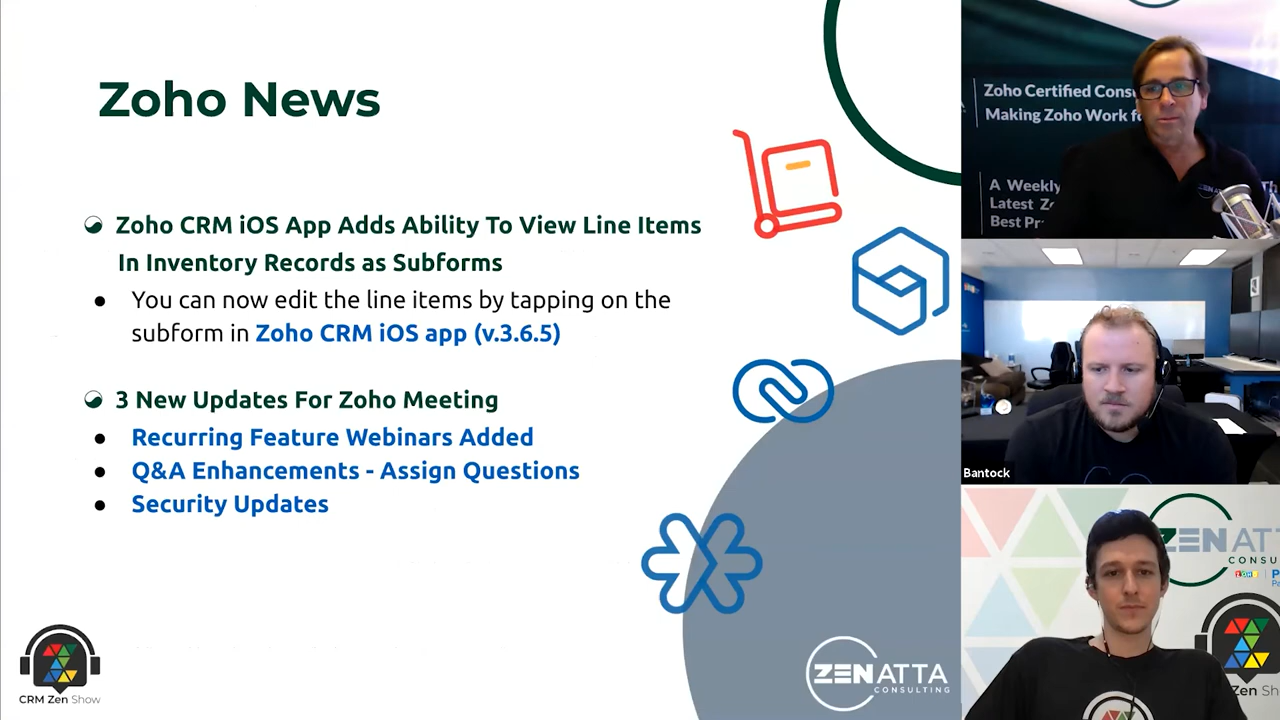 Zoho News
Zoho CRM iOS App Adds Ability To View Line Items
In Inventory Records as Subforms
You can now edit the line items by tapping on the
subform in Zoho CRM iOS app (v.3.6.5)
3 New Updates For Zoho Meeting
Recurring Feature Webinars Added
Q&A Enhancements - Assign Questions
Security Updates
CRM Zen Show
ZENATTA
CONSULTING
Zoho Certified
Making Zoho Work
A Weekly
Latest
Best
Bantock
ZEN